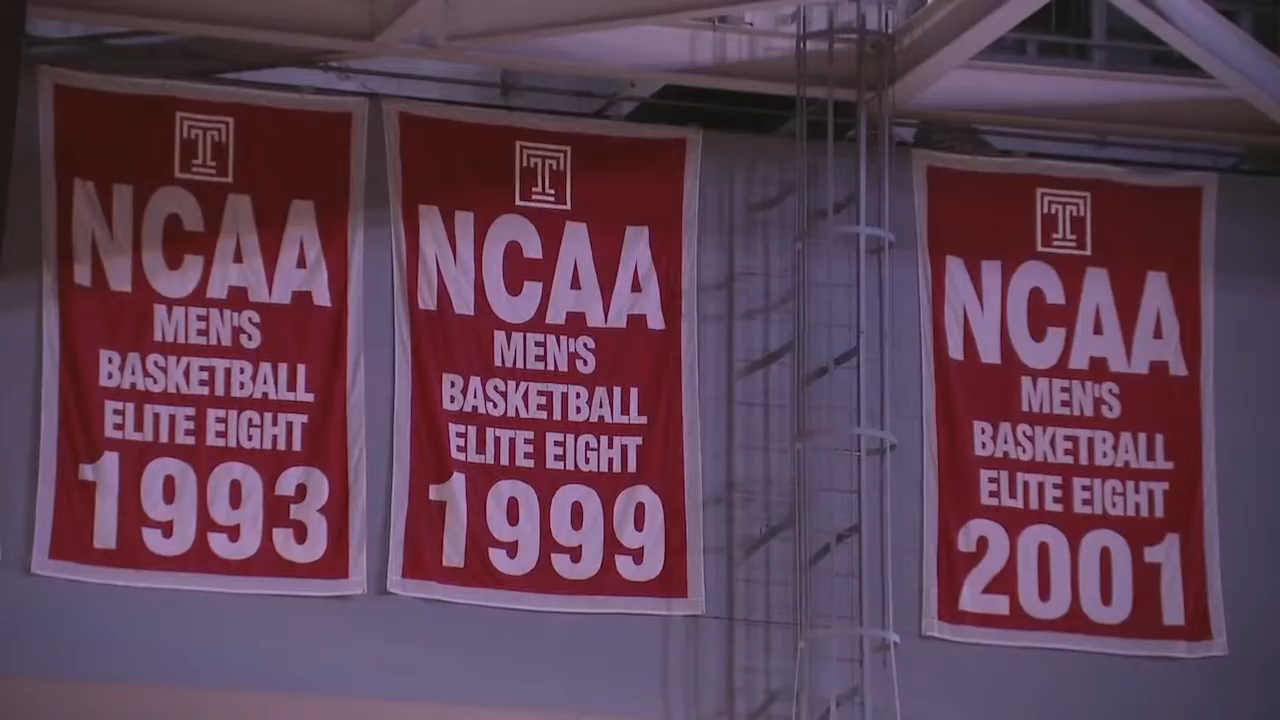 T
NCAA
MEN'S
BASKETBALL
ELITE EIGHT
1993
T
NCAA
MEN'S
BASKETBALL
ELITE EIGHT
1999
T
NCAA
MEN'S
BASKETBALL
ELITE EIGHT
2001